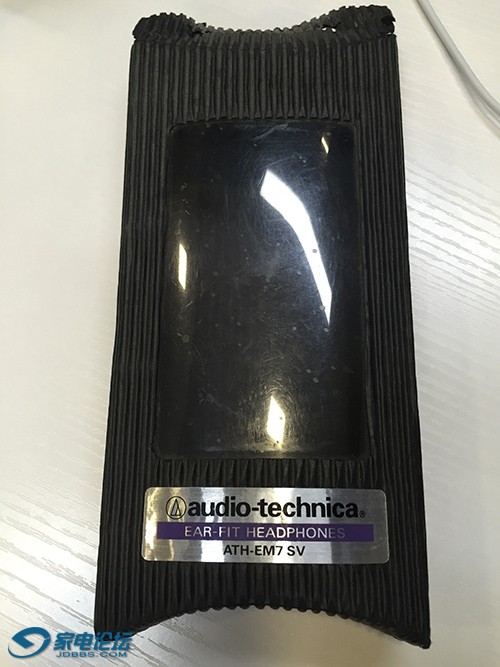 audio-technica®
EAR-FIT HEADPHONES
ATH-EM7 SV
家电论坛
JDBBS.COM